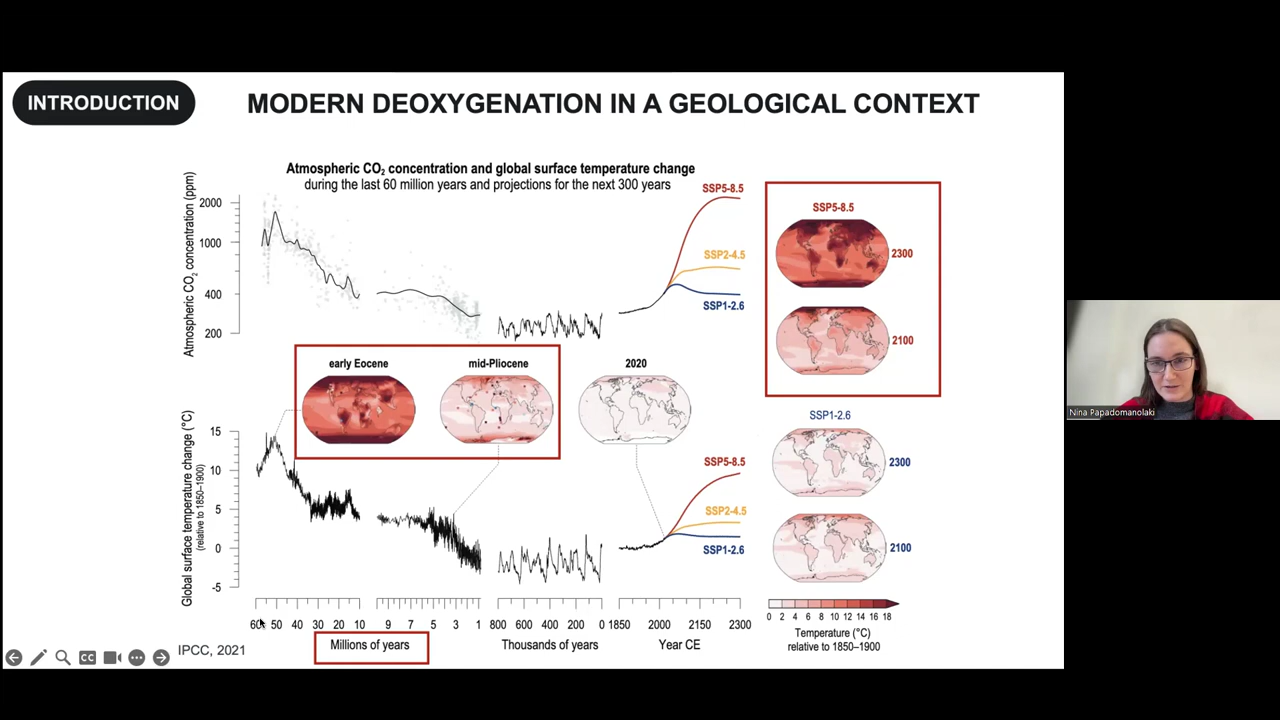 INTRODUCTION
MODERN DEOXYGENATION IN A GEOLOGICAL CONTEXT
Atmospheric CO₂ concentration and global surface temperature change
during the last 60 million years and projections for the next 300 years
Atmospheric CO₂ concentration (ppm)
2000
1000
400
200
SSP5-8.5
SSP2-4.5
SSP1-2.6
SSP5-8.5
2300
2100
early Eocene
mid-Pliocene
2020
Global surface temperature change (°C)
(relative to 1850–1900)
15
10
5
0
-5
SSP5-8.5
SSP2-4.5
SSP1-2.6
SSP1-2.6
2300
2100
60 50 40 30 20 10 9 7 5 3 1 800 600 400 200 0 1850 2000 2150 2300
Millions of years
Thousands of years
Year CE
0 2 4 6 8 10 12 14 16 18
Temperature (°C)
relative to 1850–1900
CC
IPCC, 2021
Nina Papadomanolaki